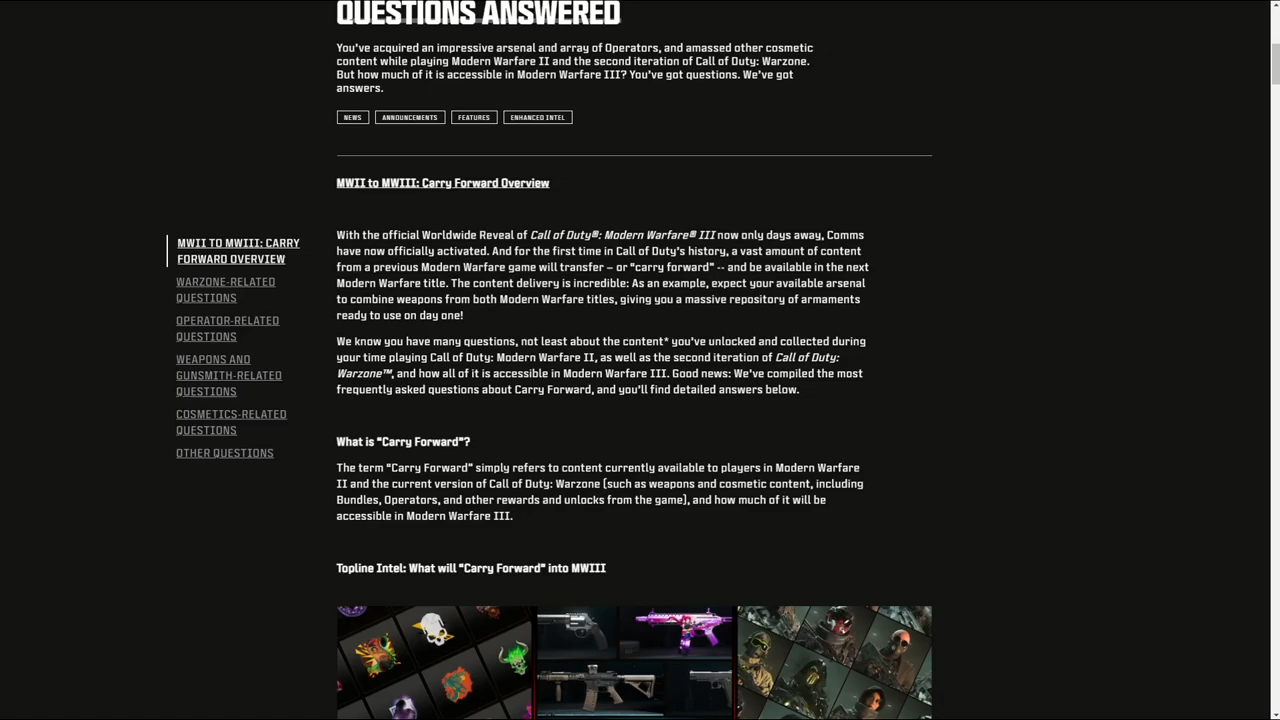 QUESTIONS ANSWERED
You've acquired an impressive arsenal and array of Operators, and amassed other cosmetic
content while playing Modern Warfare II and the second iteration of Call of Duty: Warzone.
But how much of it is accessible in Modern Warfare III? You've got questions. We've got
answers.
NEWS
ANNOUNCEMENTS
FEATURES
ENHANCED INTEL
MWII to MWIII: Carry Forward Overview
MWII TO MWIII: CARRY
FORWARD OVERVIEW
WARZONE-RELATED
QUESTIONS
OPERATOR-RELATED
QUESTIONS
WEAPONS AND
GUNSMITH-RELATED
QUESTIONS
COSMETICS-RELATED
QUESTIONS
OTHER QUESTIONS
With the official Worldwide Reveal of Call of Duty®: Modern Warfare® III now only days away, Comms
have now officially activated. And for the first time in Call of Duty's history, a vast amount of content
from a previous Modern Warfare game will transfer – or "carry forward" -- and be available in the next
Modern Warfare title. The content delivery is incredible: As an example, expect your available arsenal
to combine weapons from both Modern Warfare titles, giving you a massive repository of armaments
ready to use on day one!
We know you have many questions, not least about the content* you've unlocked and collected during
your time playing Call of Duty: Modern Warfare II, as well as the second iteration of Call of Duty:
Warzone™, and how all of it is accessible in Modern Warfare III. Good news: We've compiled the most
frequently asked questions about Carry Forward, and you'll find detailed answers below.
What is "Carry Forward"?
The term "Carry Forward" simply refers to content currently available to players in Modern Warfare
II and the current version of Call of Duty: Warzone (such as weapons and cosmetic content, including
Bundles, Operators, and other rewards and unlocks from the game), and how much of it will be
accessible in Modern Warfare III.
Topline Intel: What will "Carry Forward" into MWIII